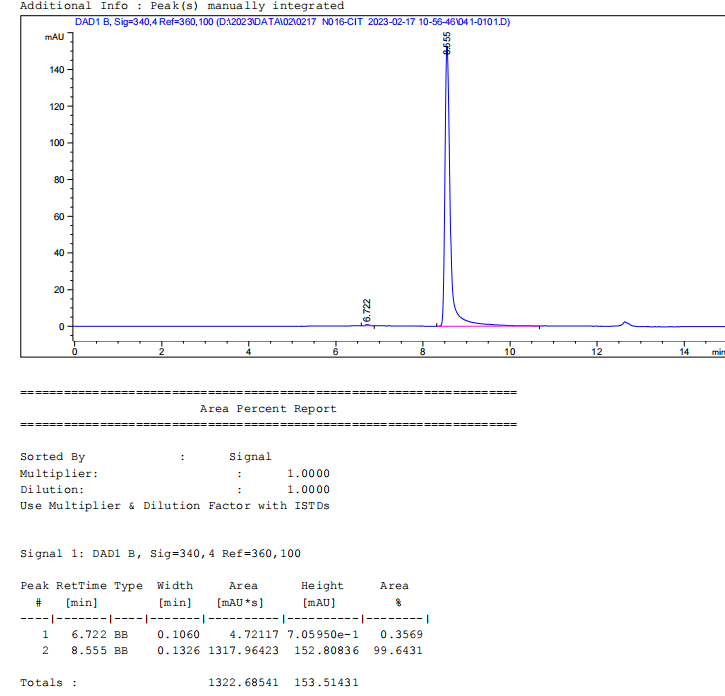 Additional Info : Peak(s) manually integrated
DAD1 B, Sig=340,4 Ref=360,100 (D:\2023\DATA\02\0217 N016-CIT 2023-02-17 10-56-46\041-0101.D)
mAU
8.555
140
120
100
80
60
40
20
6.722
0
0 2 4 6 8 10 12 14 min
==================================================================
Area Percent Report
==================================================================
Sorted By : Signal
Multiplier: : 1.0000
Dilution: : 1.0000
Use Multiplier & Dilution Factor with ISTDs
Signal 1: DAD1 B, Sig=340,4 Ref=360,100
Peak RetTime Type Width Area Height Area
# [min] [min] [mAU*s] [mAU] %
----|-------|----|-------|----------|----------|--------|
1 6.722 BB 0.1060 4.72117 7.05950e-1 0.3569
2 8.555 BB 0.1326 1317.96423 152.80836 99.6431
Totals : 1322.68541 153.51431